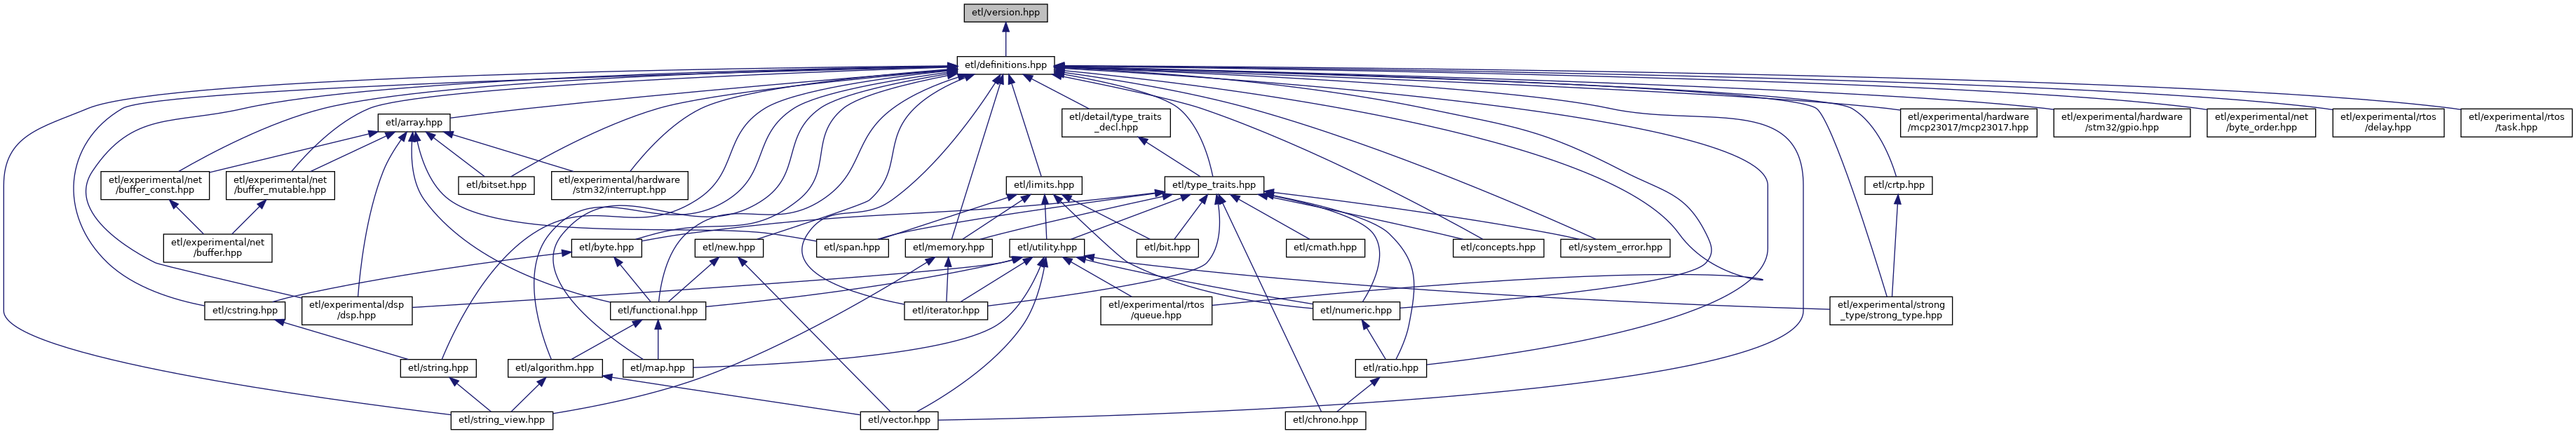 etl/version.hpp
etl/definitions.hpp
etl/array.hpp
etl/detail/type_traits
_decl.hpp
etl/experimental/hardware
/mcp23017/mcp23017.hpp
etl/experimental/hardware
/stm32/gpio.hpp
etl/experimental/net
/byte_order.hpp
etl/experimental/rtos
/delay.hpp
etl/experimental/rtos
/task.hpp
etl/experimental/net
/buffer_const.hpp
etl/experimental/net
/buffer_mutable.hpp
etl/bitset.hpp
etl/experimental/hardware
/stm32/interrupt.hpp
etl/limits.hpp
etl/type_traits.hpp
etl/crtp.hpp
etl/experimental/net
/buffer.hpp
etl/byte.hpp
etl/new.hpp
etl/span.hpp
etl/memory.hpp
etl/utility.hpp
etl/bit.hpp
etl/cmath.hpp
etl/concepts.hpp
etl/system_error.hpp
etl/cstring.hpp
etl/experimental/dsp
/dsp.hpp
etl/functional.hpp
etl/iterator.hpp
etl/experimental/rtos
/queue.hpp
etl/numeric.hpp
etl/experimental/strong
_type/strong_type.hpp
etl/string.hpp
etl/algorithm.hpp
etl/map.hpp
etl/ratio.hpp
etl/string_view.hpp
etl/vector.hpp
etl/chrono.hpp